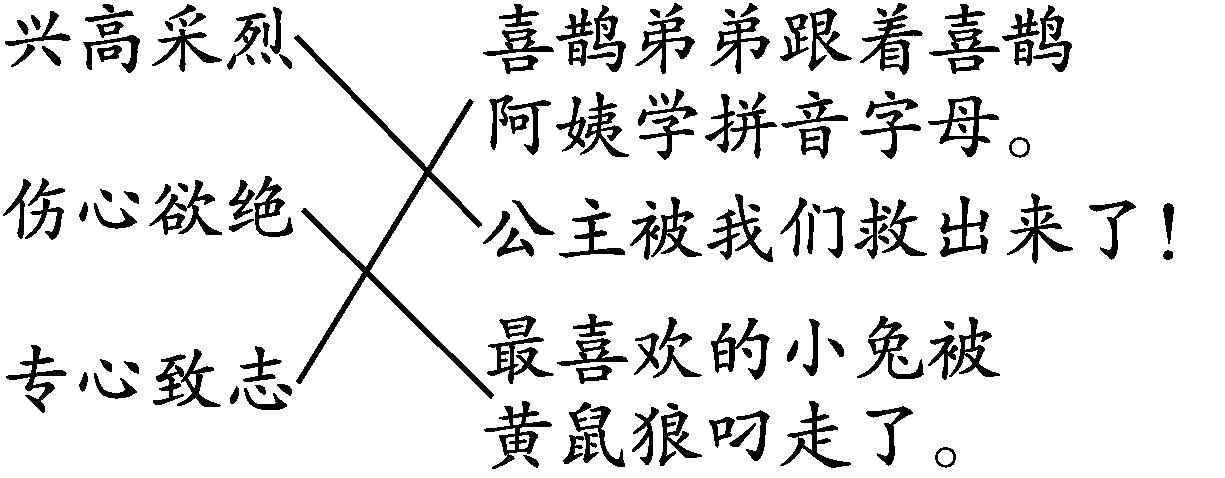 兴高采烈
喜鹊弟弟跟着喜鹊
阿姨学拼音字母。
伤心欲绝
公主被我们救出来了！
专心致志
最喜欢的小兔被
黄鼠狼叼走了。